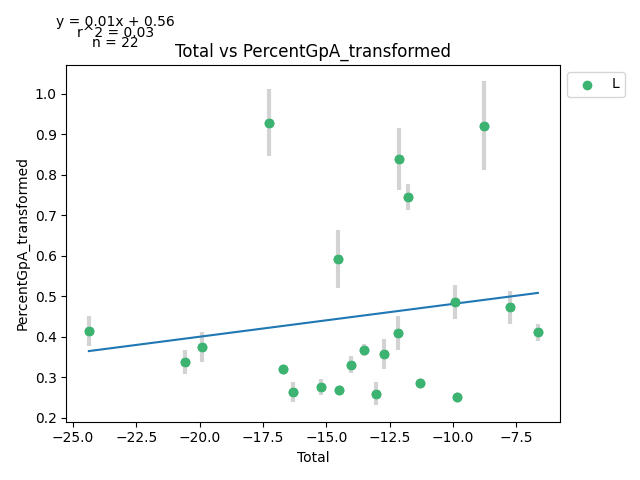 y = 0.01x + 0.56
r^2 = 0.03
n = 22
Total vs PercentGpA_transformed
L
PercentGpA_transformed
1.0
0.9
0.8
0.7
0.6
0.5
0.4
0.3
0.2
−25.0 −22.5 −20.0 −17.5 −15.0 −12.5 −10.0 −7.5
Total